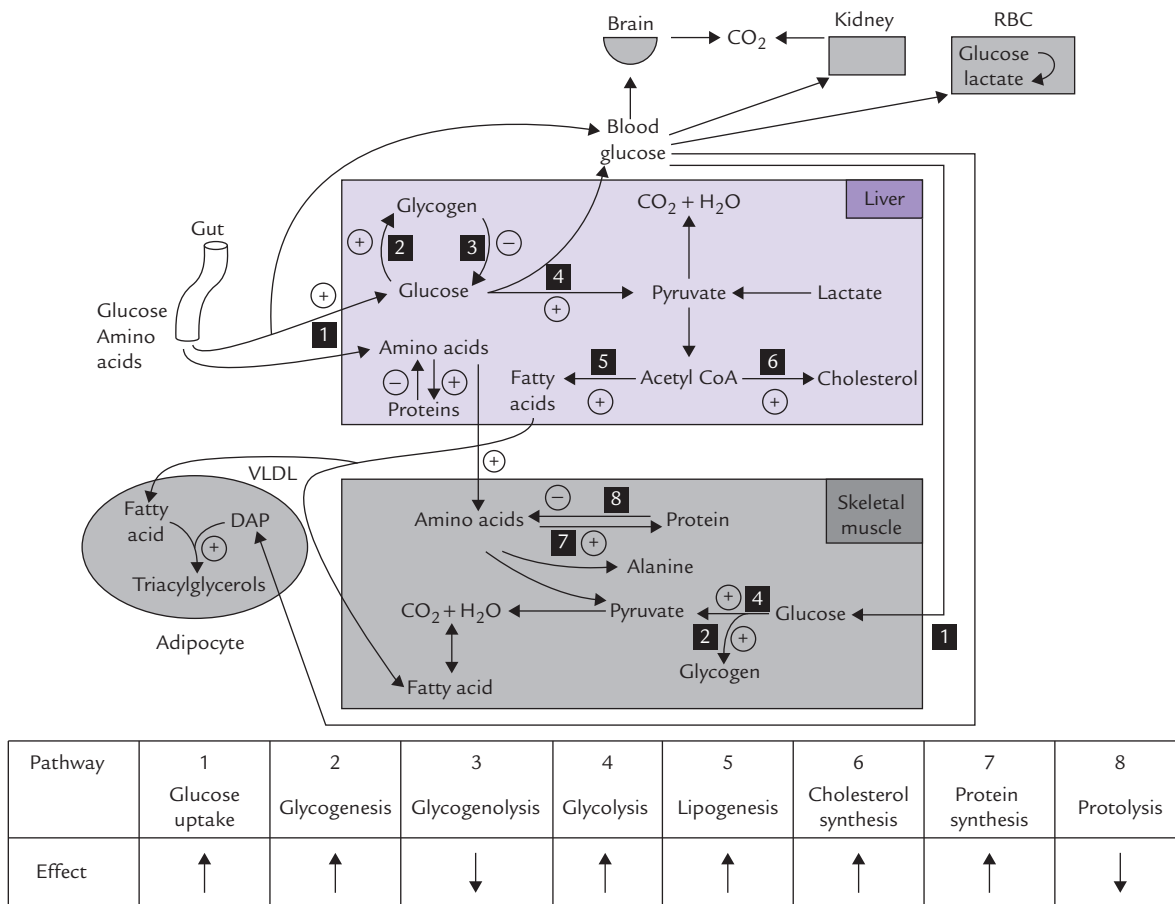 Brain
Kidney
RBC
CO2
Glucose
lactate
Blood
glucose
Liver
Glycogen
CO2 + H2O
+
2
3
−
Gut
4
+
Glucose
+
Pyruvate
Lactate
Glucose
Amino
acids
1
Amino acids
5
6
−
+
Fatty
acids
Acetyl CoA
Cholesterol
+
+
Proteins
VLDL
+
Skeletal
muscle
Fatty
acid
DAP
+
Triacylglycerols
Adipocyte
−
8
Amino acids
Protein
7
+
Alanine
CO2 + H2O
Pyruvate
+
4
Glucose
2
+
1
Glycogen
Fatty acid
Pathway 1 2 3 4 5 6 7 8
Glucose
uptake
Glycogenesis
Glycogenolysis
Glycolysis
Lipogenesis
Cholesterol
synthesis
Protein
synthesis
Protolysis
Effect ↑ ↑ ↓ ↑ ↑ ↑ ↑ ↓